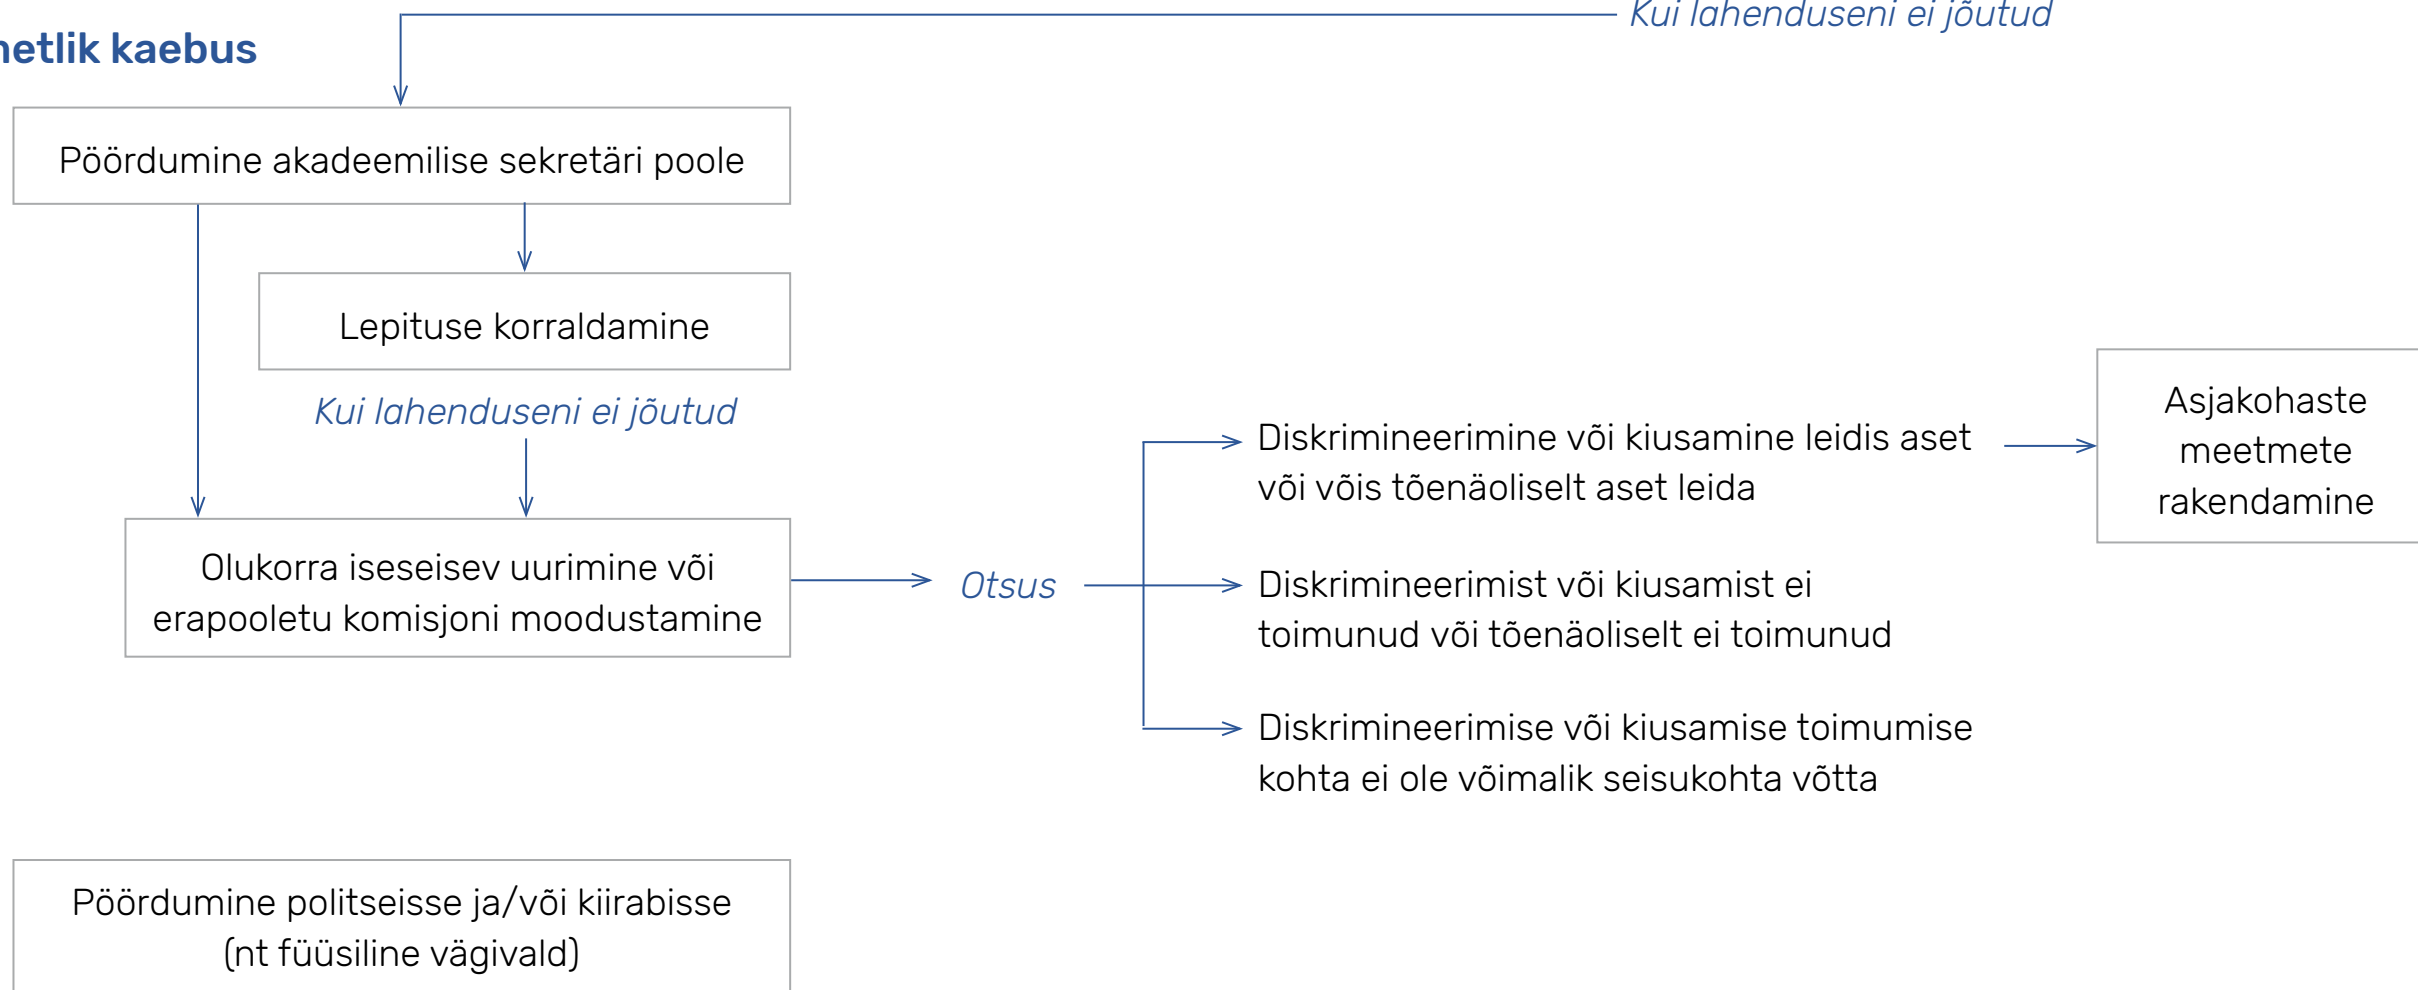 Kui lahenduseni ei jõutud
kaebus
Pöördumine akadeemilise sekretäri poole
Lepituse korraldamine
Kui lahenduseni ei jõutud
Olukorra iseseisev uurimine või
erapooletu komisjoni moodustamine
Otsus
Diskrimineerimine või kiusamine leidis aset
või võis tõenäoliselt aset leida
Diskrimineerimist või kiusamist ei
toimunud või tõenäoliselt ei toimunud
Diskrimineerimise või kiusamise toimumise
kohta ei ole võimalik seisukohta võtta
Asjakohaste
meetmete
rakendamine
Pöördumine politseisse ja/või kiirabisse
(nt füüsiline vägivald)